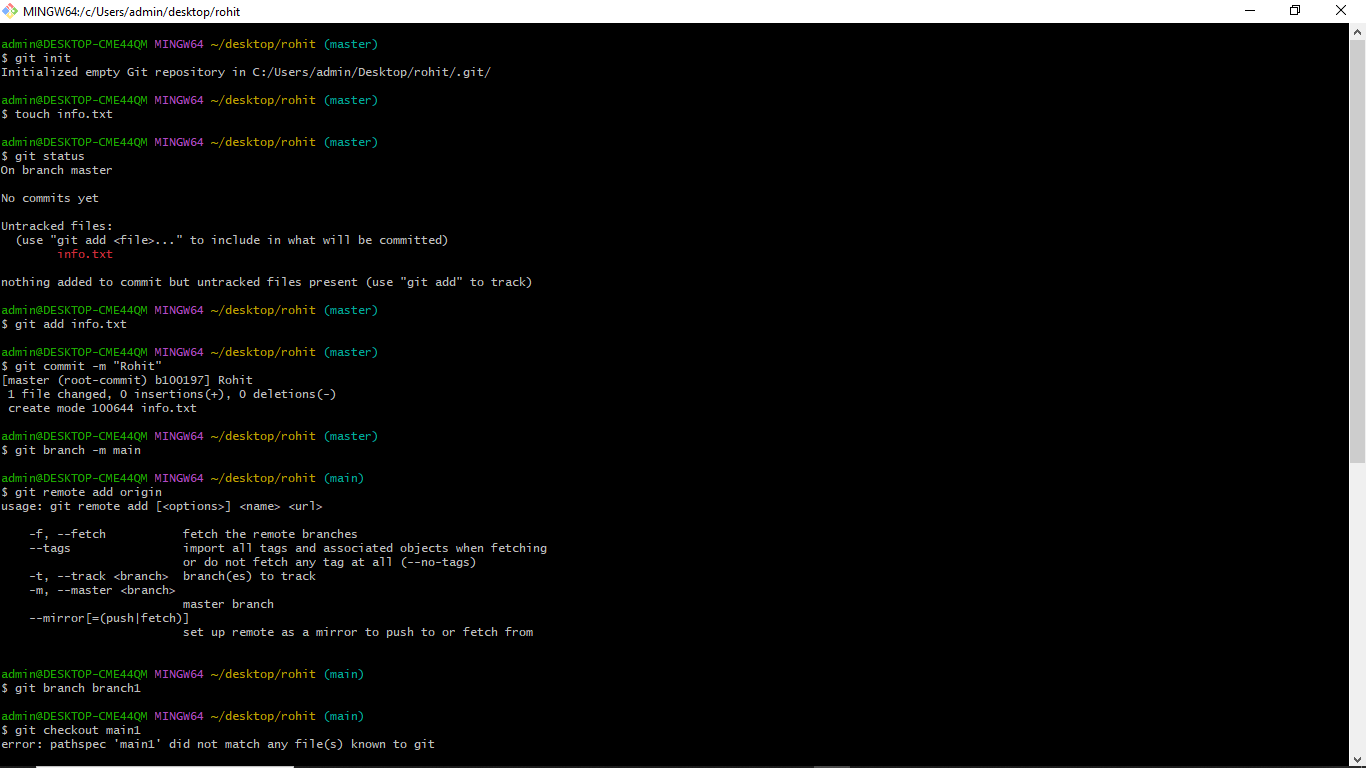 MINGW64:/c/Users/admin/desktop/rohit
admin@DESKTOP-CME44QM MINGW64 ~/desktop/rohit (master)
$ git init
Initialized empty Git repository in C:/Users/admin/Desktop/rohit/.git/
admin@DESKTOP-CME44QM MINGW64 ~/desktop/rohit (master)
$ touch info.txt
admin@DESKTOP-CME44QM MINGW64 ~/desktop/rohit (master)
$ git status
On branch master
No commits yet
Untracked files:
  (use "git add <file>..." to include in what will be committed)
        info.txt
nothing added to commit but untracked files present (use "git add" to track)
admin@DESKTOP-CME44QM MINGW64 ~/desktop/rohit (master)
$ git add info.txt
admin@DESKTOP-CME44QM MINGW64 ~/desktop/rohit (master)
$ git commit -m "Rohit"
[master (root-commit) b100197] Rohit
 1 file changed, 0 insertions(+), 0 deletions(-)
 create mode 100644 info.txt
admin@DESKTOP-CME44QM MINGW64 ~/desktop/rohit (master)
$ git branch -m main
admin@DESKTOP-CME44QM MINGW64 ~/desktop/rohit (main)
$ git remote add origin
usage: git remote add [<options>] <name> <url>
    -f, --fetch           fetch the remote branches
    --tags                import all tags and associated objects when fetching
                          or do not fetch any tag at all (--no-tags)
    -t, --track <branch>  branch(es) to track
    -m, --master <branch>
                          master branch
    --mirror[=(push|fetch)]
                          set up remote as a mirror to push to or fetch from
admin@DESKTOP-CME44QM MINGW64 ~/desktop/rohit (main)
$ git branch branch1
admin@DESKTOP-CME44QM MINGW64 ~/desktop/rohit (main)
$ git checkout main1
error: pathspec 'main1' did not match any file(s) known to git